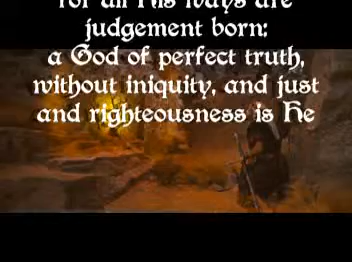 for all His ways are
judgement born:
a God of perfect truth,
without iniquity, and just
and righteousness is He